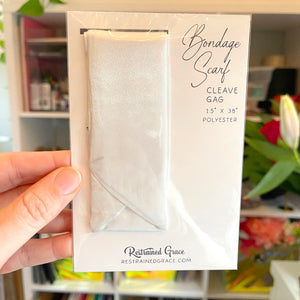 Bondage
Scarf
CLEAVE
GAG
15" X 38"
POLYESTER
Restrained Grace
RESTRAINEDGRACE.COM